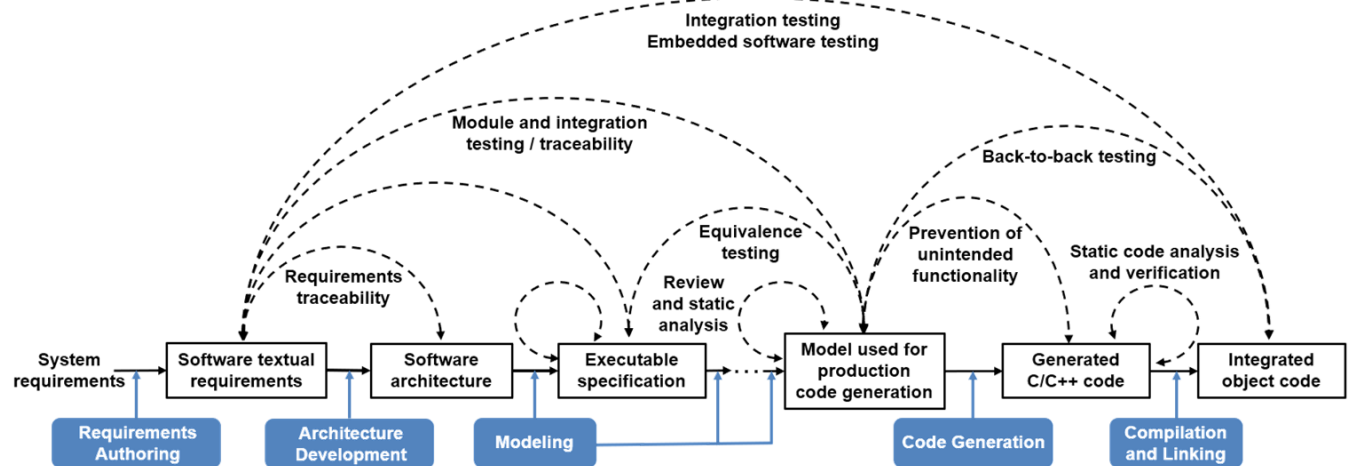 Integration testing
Embedded software testing
Module and integration
testing / traceability
Back-to-back testing
Equivalence
testing
Prevention of
unintended
functionality
Static code analysis
and verification
Requirements
traceability
Review
and static
analysis
System
requirements
Software textual
requirements
Software
architecture
Executable
specification
Model used for
production
code generation
Generated
C/C++ code
Integrated
object code
Requirements
Authoring
Architecture
Development
Modeling
Code Generation
Compilation
and Linking